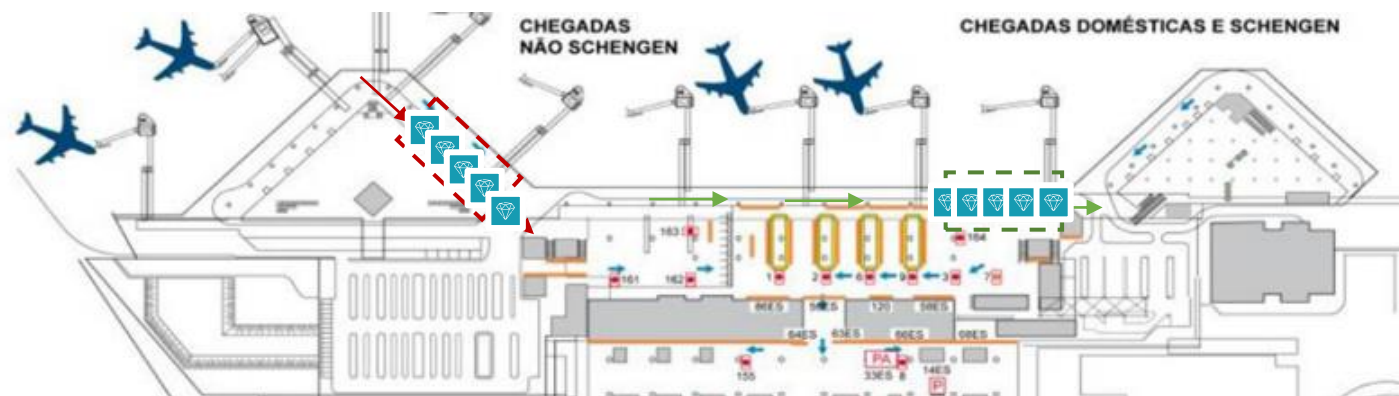 CHEGADAS
NÃO SCHENGEN
CHEGADAS DOMÉSTICAS E SCHENGEN
163
164
161
162
1
2
6
9
3
7
86ES
120
58ES
64ES
63ES
66ES
68ES
155
PA
33ES
8
14ES
P